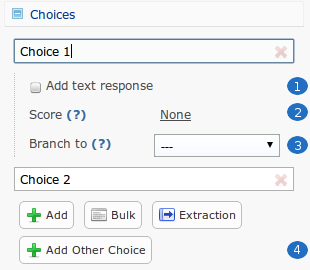 Choices
Choice 1
Add text response 1
Score (?) None 2
Branch to (?) --- 3
Choice 2
Add Bulk Extraction
Add Other Choice 4